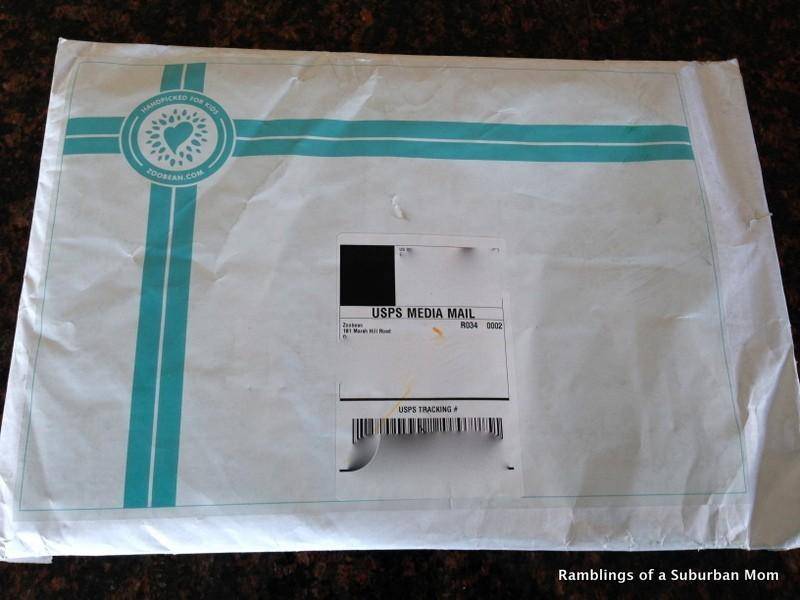 HANDPICKED FOR KIDS
ZOOBEAN.COM
USPS MEDIA MAIL
Zoobean R034 0002
181 Marsh Hill Road
USPS TRACKING #
Ramblings of a Suburban Mom